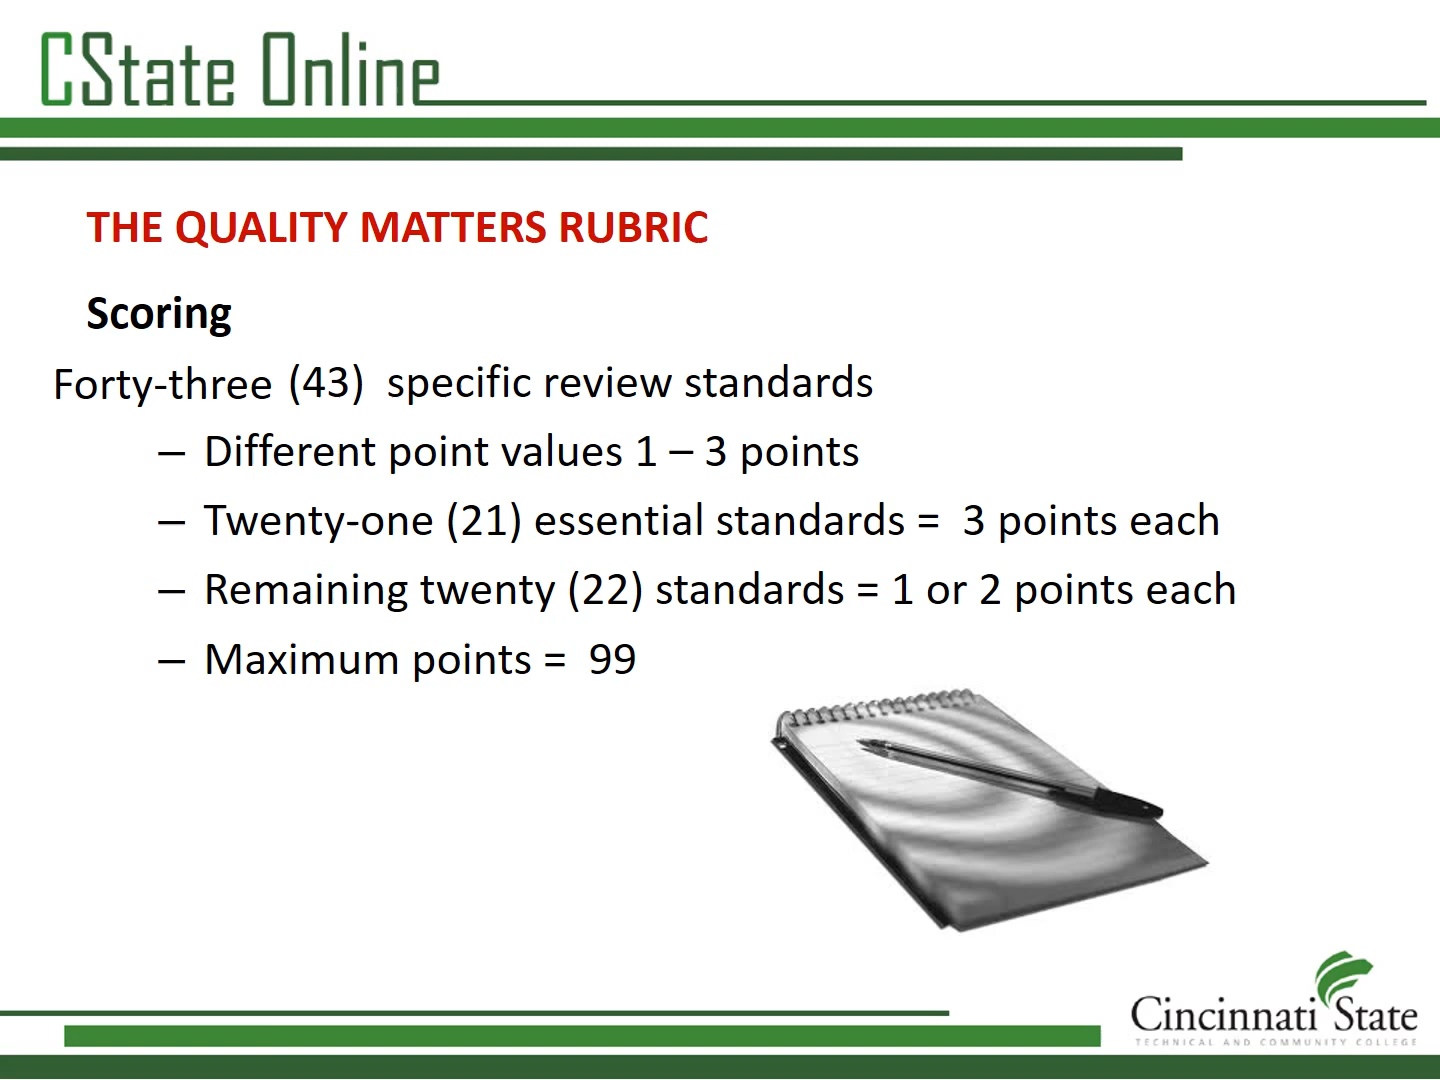 CState Online
THE QUALITY MATTERS RUBRIC
Scoring
Forty-three (43) specific review standards
– Different point values 1 – 3 points
– Twenty-one (21) essential standards = 3 points each
– Remaining twenty (22) standards = 1 or 2 points each
– Maximum points = 99
Cincinnati State
TECHNICAL AND COMMUNITY COLLEGE